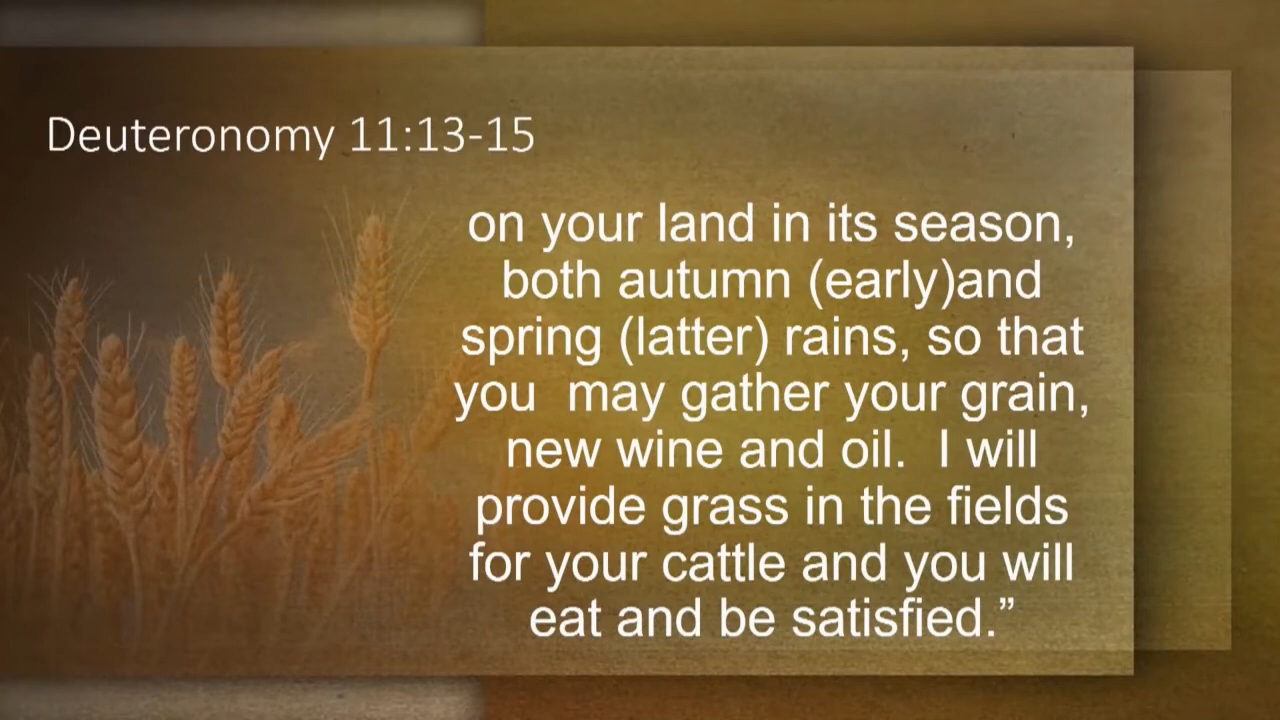 Deuteronomy 11:13-15
on your land in its season,
both autumn (early)and
spring (latter) rains, so that
you  may gather your grain,
new wine and oil.  I will
provide grass in the fields
for your cattle and you will
eat and be satisfied.”